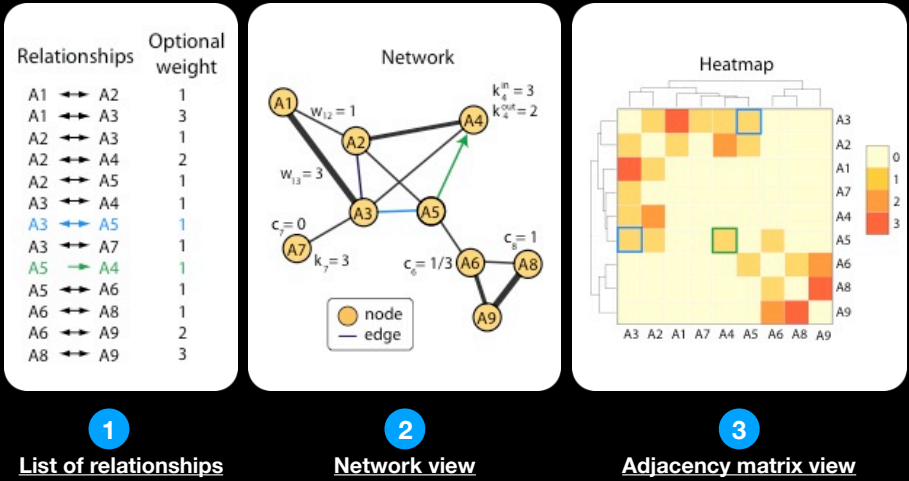 Relationships
Optional weight
A1 ↔ A2 1
A1 ↔ A3 3
A2 ↔ A3 1
A2 ↔ A4 2
A2 ↔ A5 1
A3 ↔ A4 1
A3 ↔ A5 1
A3 ↔ A7 1
A5 → A4 1
A5 ↔ A6 1
A6 ↔ A8 1
A6 ↔ A9 2
A8 ↔ A9 3
1
List of relationships
Network
k₄ⁱⁿ = 3
k₄ᵒᵘᵗ = 2
A1
w₁₂ = 1
A4
A2
w₁₃ = 3
A3
A5
c₇ = 0
A7
k₇ = 3
c₈ = 1
c₆ = 1/3
A6
A8
A9
node
edge
2
Network view
Heatmap
A3
A2
A1
A7
A4
A5
A6
A8
A9
A3 A2 A1 A7 A4 A5 A6 A8 A9
0
1
2
3
3
Adjacency matrix view